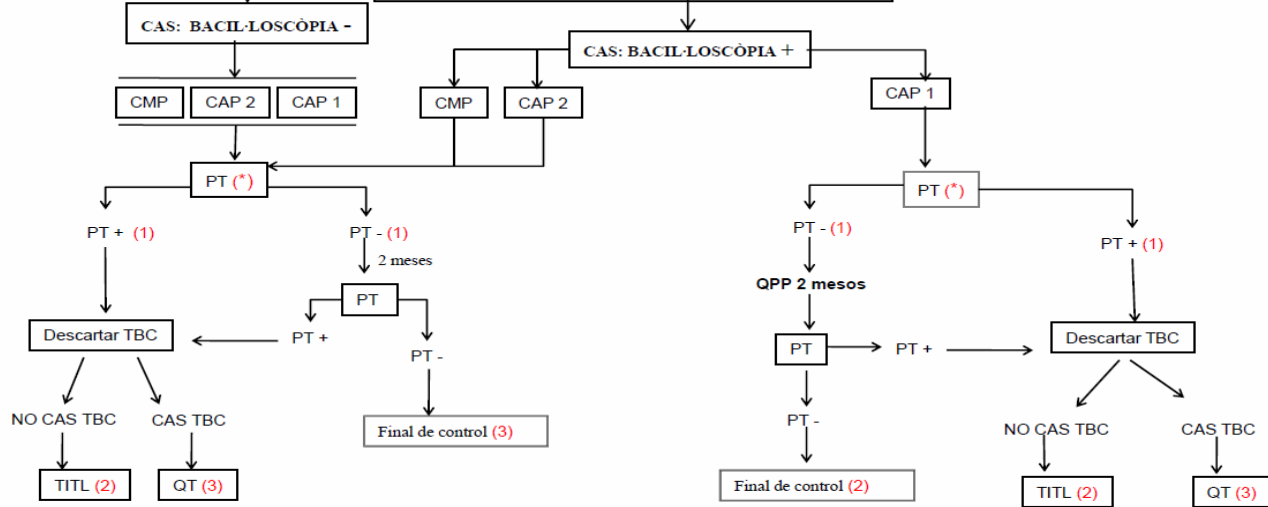 CAS: BACIL·LOSCÒPIA -
CAS: BACIL·LOSCÒPIA +
CMP
CAP 2
CAP 1
CMP
CAP 2
CAP 1
PT (*)
PT (*)
PT + (1)
PT - (1)
2 meses
PT
PT +
PT -
Descartar TBC
NO CAS TBC
CAS TBC
TITL (2)
QT (3)
Final de control (3)
PT - (1)
PT + (1)
QPP 2 mesos
PT
PT +
PT -
Final de control (2)
Descartar TBC
NO CAS TBC
CAS TBC
TITL (2)
QT (3)